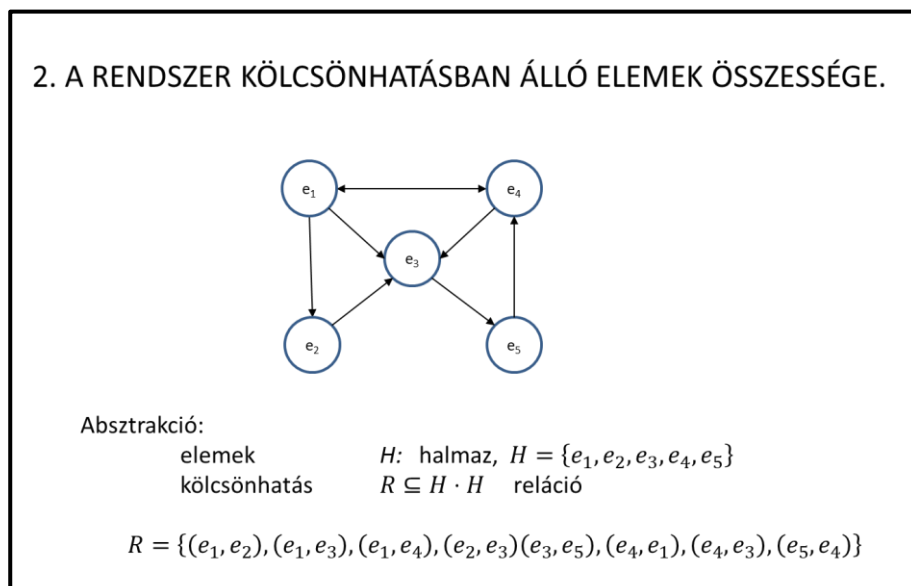 2. A RENDSZER KÖLCSÖNHATÁSBAN ÁLLÓ ELEMEK ÖSSZESSÉGE.
e₁
e₄
e₃
e₂
e₅
Absztrakció:
elemek H: halmaz, H = {e₁, e₂, e₃, e₄, e₅}
kölcsönhatás R ⊆ H · H reláció
R = {(e₁, e₂), (e₁, e₃), (e₁, e₄), (e₂, e₃)(e₃, e₅), (e₄, e₁), (e₄, e₃), (e₅, e₄)}